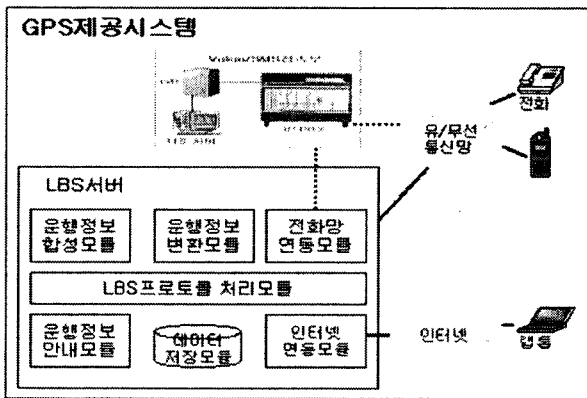 GPS제공시스템
전화
유/무선
통신망
LBS서버
운행정보
합성모듈
운행정보
변환모듈
전화망
연동모듈
LBS프로토콜 처리모듈
운행정보
안내모듈
데이터
저장모듈
인터넷
연동모듈
인터넷
랩톱